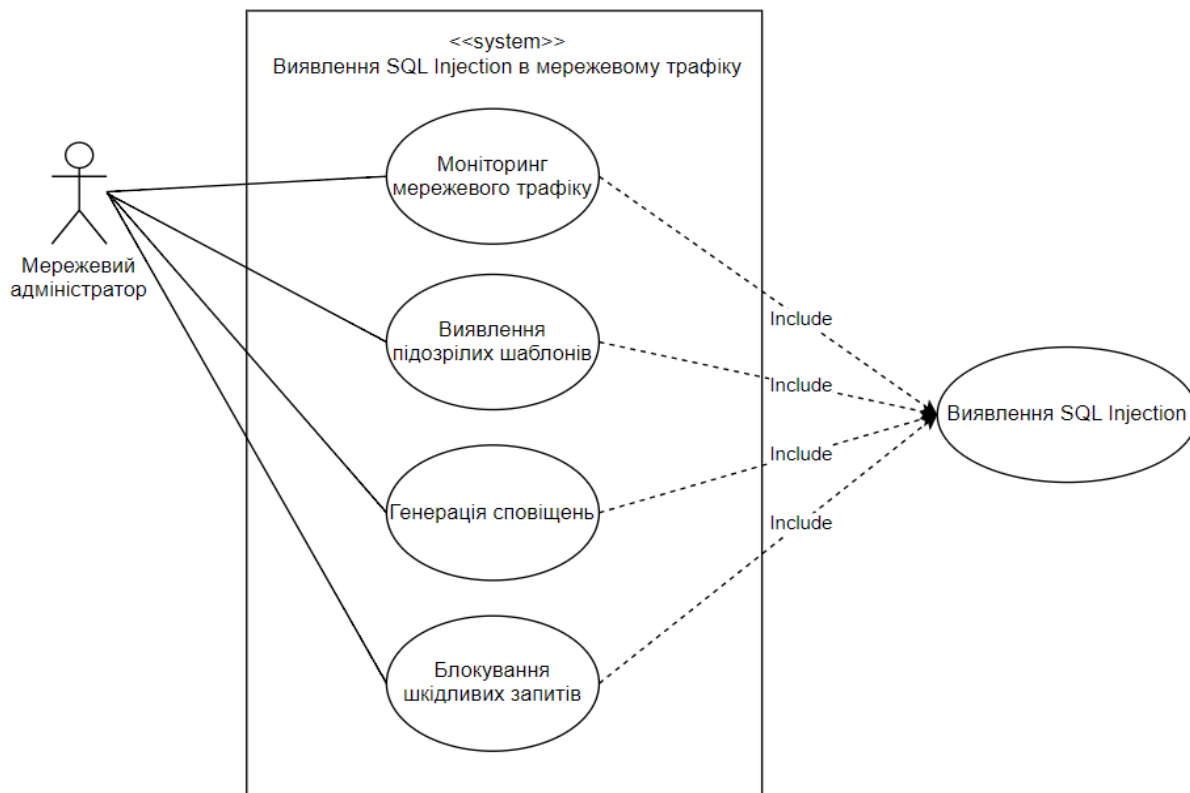 <<system>>
Виявлення SQL Injection в мережевому трафіку
Моніторинг
мережевого трафіку
Мережевий
адміністратор
Include
Виявлення
підозрілих шаблонів
Include
Виявлення SQL Injection
Include
Генерація сповіщень
Include
Блокування
шкідливих запитів